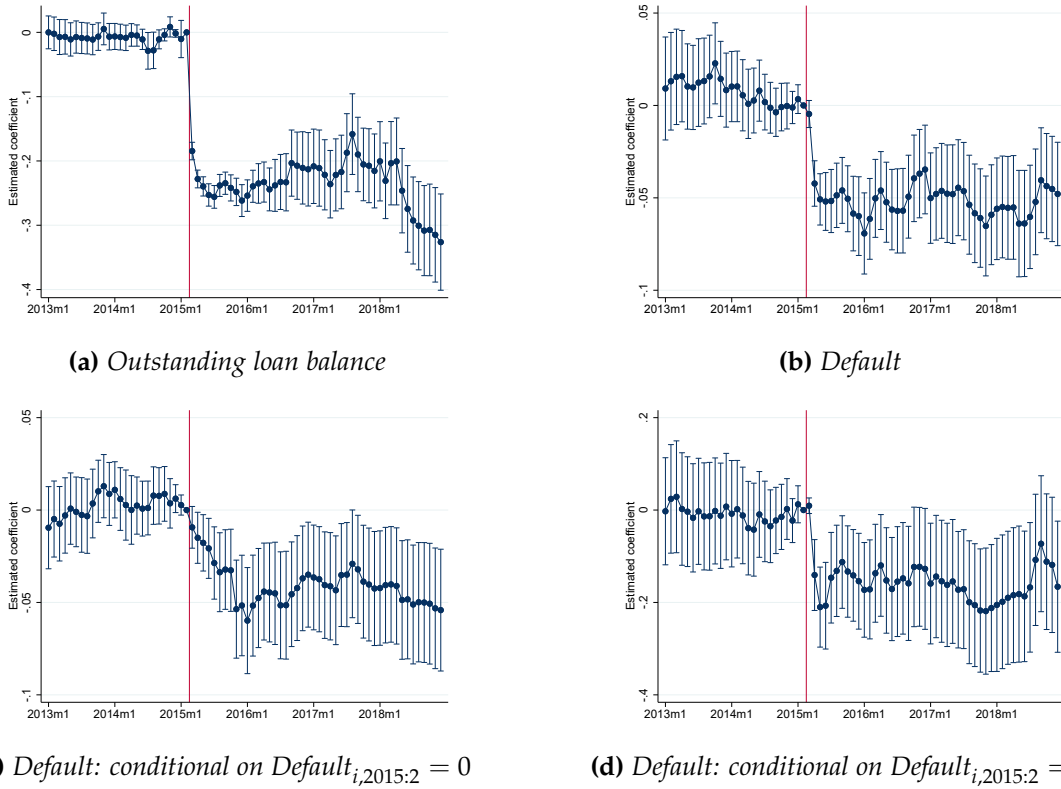 0
-.1
-.2
-.3
-.4
Estimated coefficient
2013m1 2014m1 2015m1 2016m1 2017m1 2018m1
(a) Outstanding loan balance
.05
0
-.05
-.1
Estimated coefficient
2013m1 2014m1 2015m1 2016m1 2017m1 2018m1
(b) Default
.05
0
-.05
-.1
Estimated coefficient
2013m1 2014m1 2015m1 2016m1 2017m1 2018m1
) Default: conditional on Default_{i,2015:2} = 0
.2
0
-.2
-.4
Estimated coefficient
2013m1 2014m1 2015m1 2016m1 2017m1 2018m1
(d) Default: conditional on Default_{i,2015:2} =